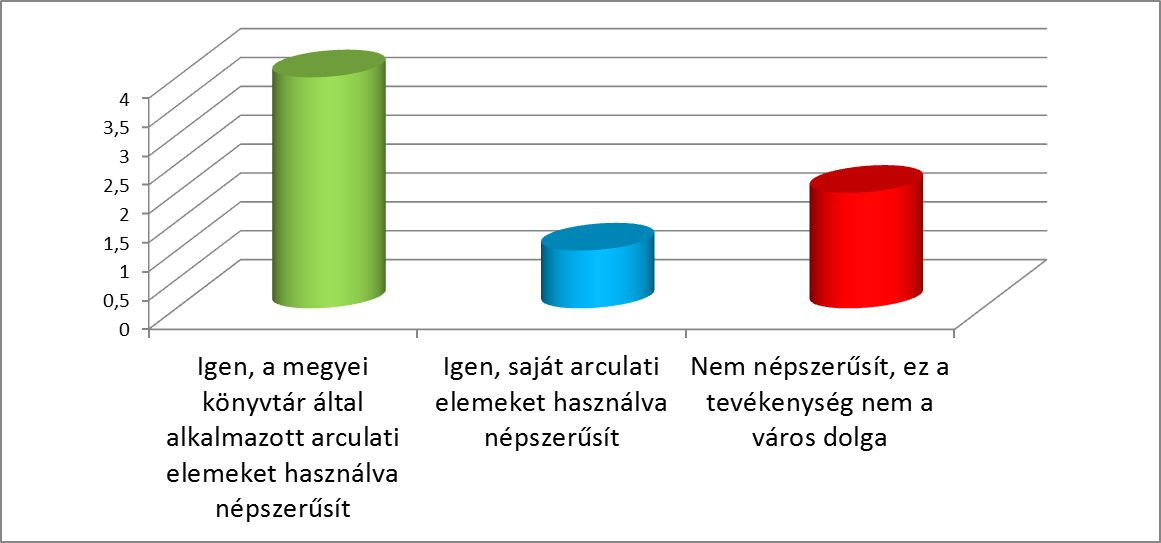 4
3,5
3
2,5
2
1,5
1
0,5
0
Igen, a megyei
könyvtár által
alkalmazott arculati
elemeket használva
népszerűsít
Igen, saját arculati
elemeket használva
népszerűsít
Nem népszerűsít, ez a
tevékenység nem a
város dolga